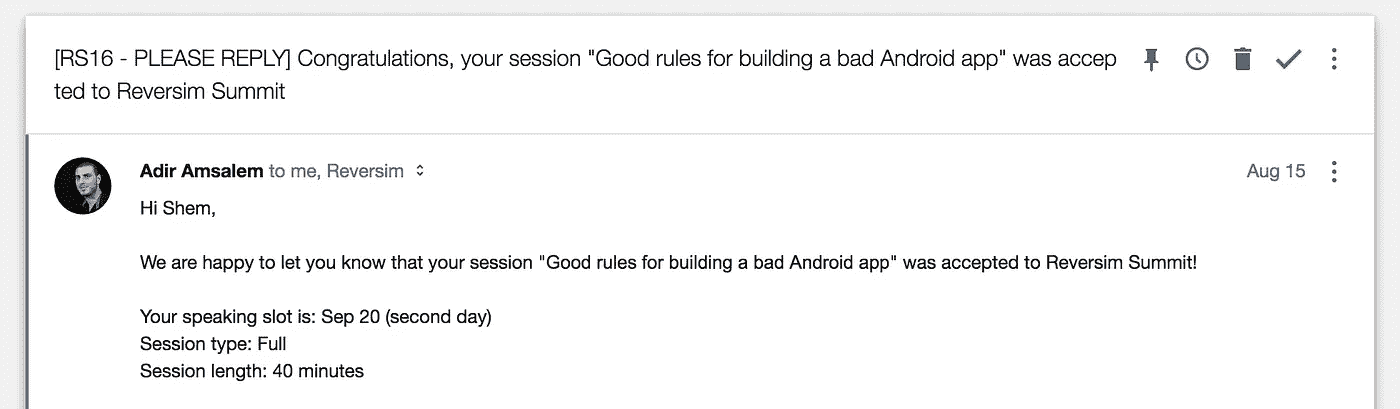 [RS16 - PLEASE REPLY] Congratulations, your session "Good rules for building a bad Android app" was accep
ted to Reversim Summit
Adir Amsalem to me, Reversim
Aug 15
Hi Shem,
We are happy to let you know that your session "Good rules for building a bad Android app" was accepted to Reversim Summit!
Your speaking slot is: Sep 20 (second day)
Session type: Full
Session length: 40 minutes